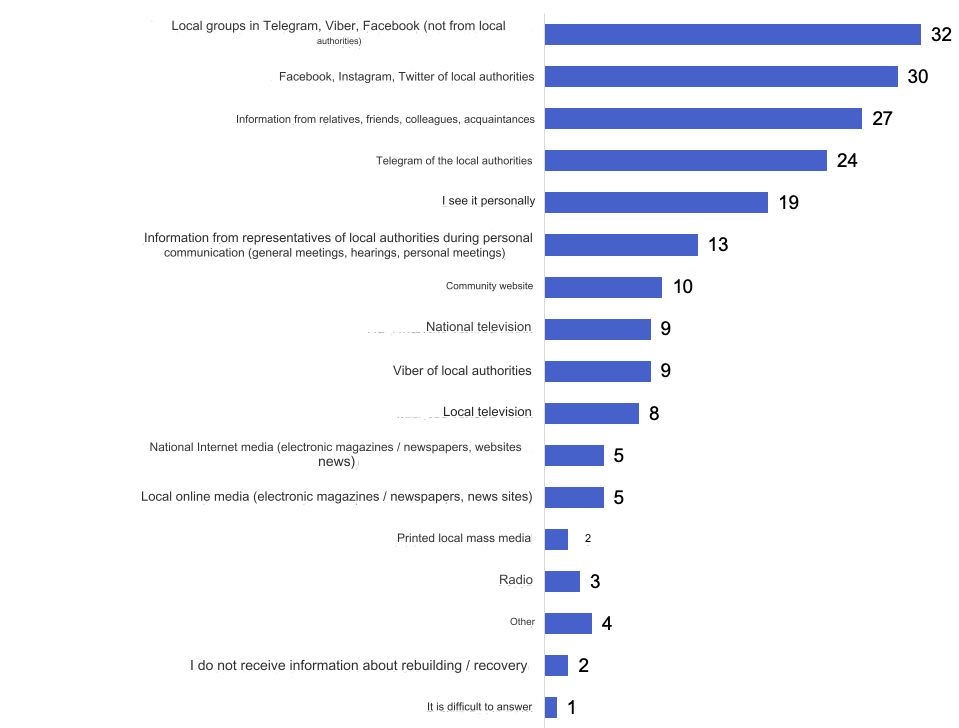 Local groups in Telegram, Viber, Facebook (not from local
authorities)
32
Facebook, Instagram, Twitter of local authorities
30
Information from relatives, friends, colleagues, acquaintances
27
Telegram of the local authorities
24
I see it personally
19
Information from representatives of local authorities during personal
communication (general meetings, hearings, personal meetings)
13
Community website
10
National television
9
Viber of local authorities
9
Local television
8
National Internet media (electronic magazines / newspapers, websites
news)
5
Local online media (electronic magazines / newspapers, news sites)
5
Printed local mass media
2
Radio
3
Other
4
I do not receive information about rebuilding / recovery
2
It is difficult to answer
1